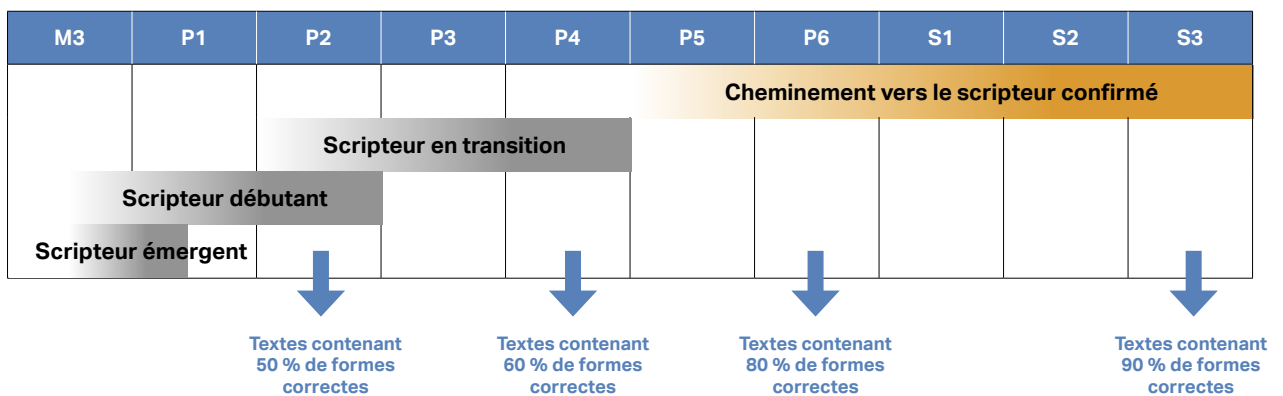 M3 P1 P2 P3 P4 P5 P6 S1 S2 S3
Cheminement vers le scripteur confirmé
Scripteur en transition
Scripteur débutant
Scripteur émergent
Textes contenant
50 % de formes
correctes
Textes contenant
60 % de formes
correctes
Textes contenant
80 % de formes
correctes
Textes contenant
90 % de formes
correctes